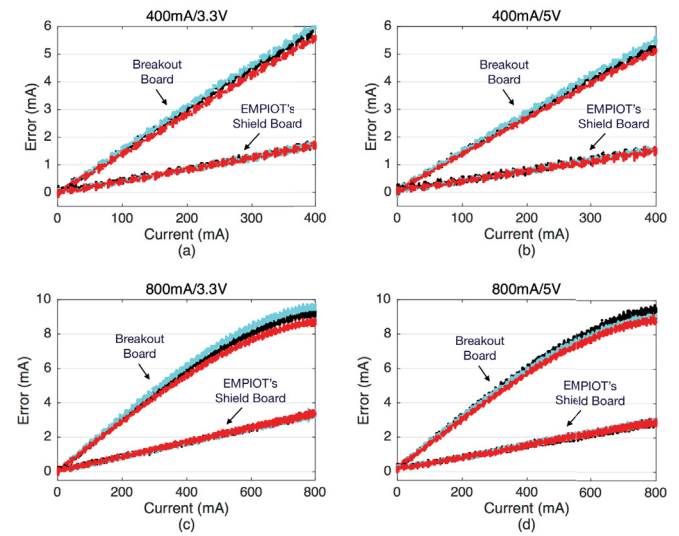 400mA/3.3V
6
5
4
3
2
1
0
Error (mA)
Breakout
Board
EMPIOT's
Shield Board
0
100
200
300
400
Current (mA)
(a)
400mA/5V
6
5
4
3
2
1
0
Error (mA)
Breakout
Board
EMPIOT's
Shield Board
0
100
200
300
400
Current (mA)
(b)
800mA/3.3V
10
8
6
4
2
0
Error (mA)
Breakout
Board
EMPIOT's
Shield Board
0
200
400
600
800
Current (mA)
(c)
800mA/5V
10
8
6
4
2
0
Error (mA)
Breakout
Board
EMPIOT's
Shield Board
0
200
400
600
800
Current (mA)
(d)